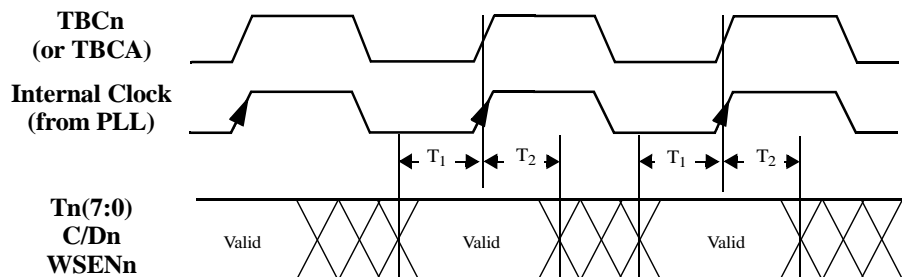 TBCn
(or TBCA)
Internal Clock
(from PLL)
T1 T2 T1 T2
Tn(7:0)
C/Dn
WSENn
Valid Valid Valid